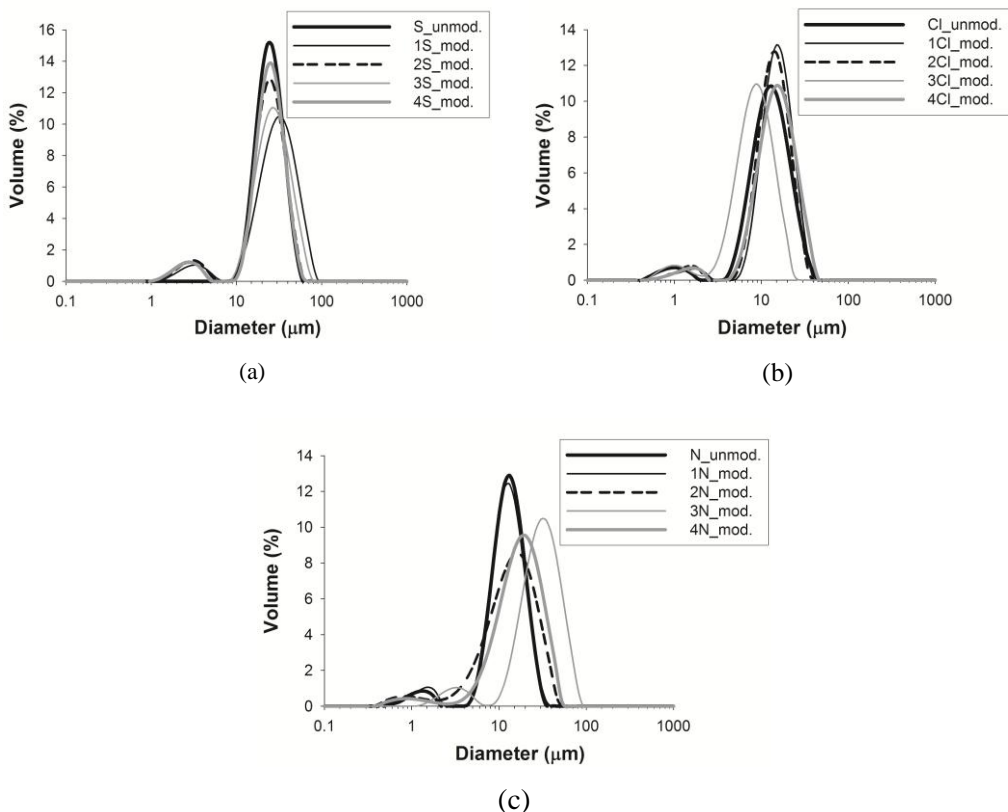 16
14
12
10
8
6
4
2
0
Volume (%)
0.1 1 10 100 1000
Diameter (μm)
S_unmod.
1S_mod.
2S_mod.
3S_mod.
4S_mod.
(a)
14
12
10
8
6
4
2
0
Volume (%)
0.1 1 10 100 1000
Diameter (μm)
Cl_unmod.
1Cl_mod.
2Cl_mod.
3Cl_mod.
4Cl_mod.
(b)
14
12
10
8
6
4
2
0
Volume (%)
0.1 1 10 100 1000
Diameter (μm)
N_unmod.
1N_mod.
2N_mod.
3N_mod.
4N_mod.
(c)